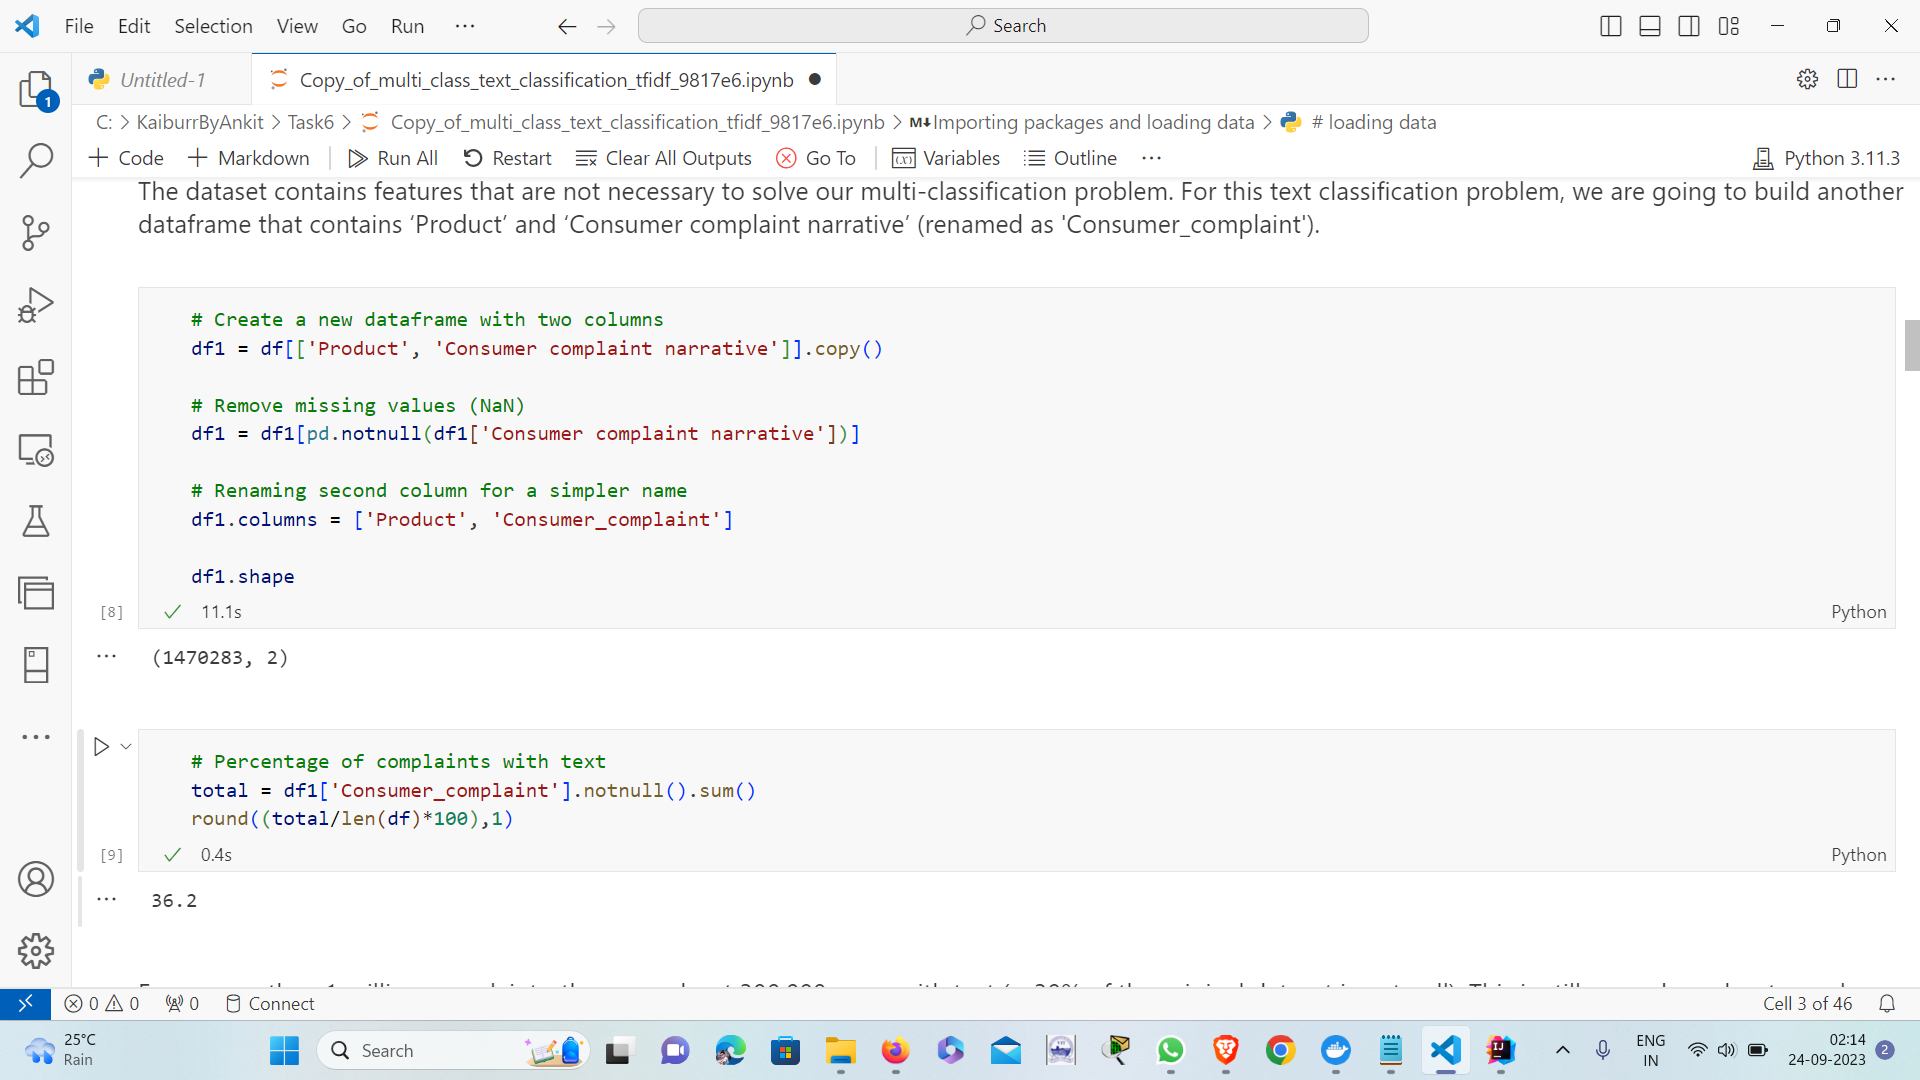 File Edit Selection View Go Run ··· Search
Untitled-1 Copy_of_multi_class_text_classification_tfidf_9817e6.ipynb
C: > KaiburrByAnkit > Task6 > Copy_of_multi_class_text_classification_tfidf_9817e6.ipynb > M↓Importing packages and loading data > # loading data
+ Code + Markdown Run All Restart Clear All Outputs Go To Variables Outline ··· Python 3.11.3
The dataset contains features that are not necessary to solve our multi-classification problem. For this text classification problem, we are going to build another
dataframe that contains ‘Product’ and ‘Consumer complaint narrative’ (renamed as 'Consumer_complaint').
# Create a new dataframe with two columns
df1 = df[['Product', 'Consumer complaint narrative']].copy()
# Remove missing values (NaN)
df1 = df1[pd.notnull(df1['Consumer complaint narrative'])]
# Renaming second column for a simpler name
df1.columns = ['Product', 'Consumer_complaint']
df1.shape
[8] 11.1s Python
(1470283, 2)
# Percentage of complaints with text
total = df1['Consumer_complaint'].notnull().sum()
round((total/len(df)*100),1)
[9] 0.4s Python
36.2
0 0 0 Connect Cell 3 of 46
25°C
Rain
Search
ENG
IN
02:14
24-09-2023
2
1